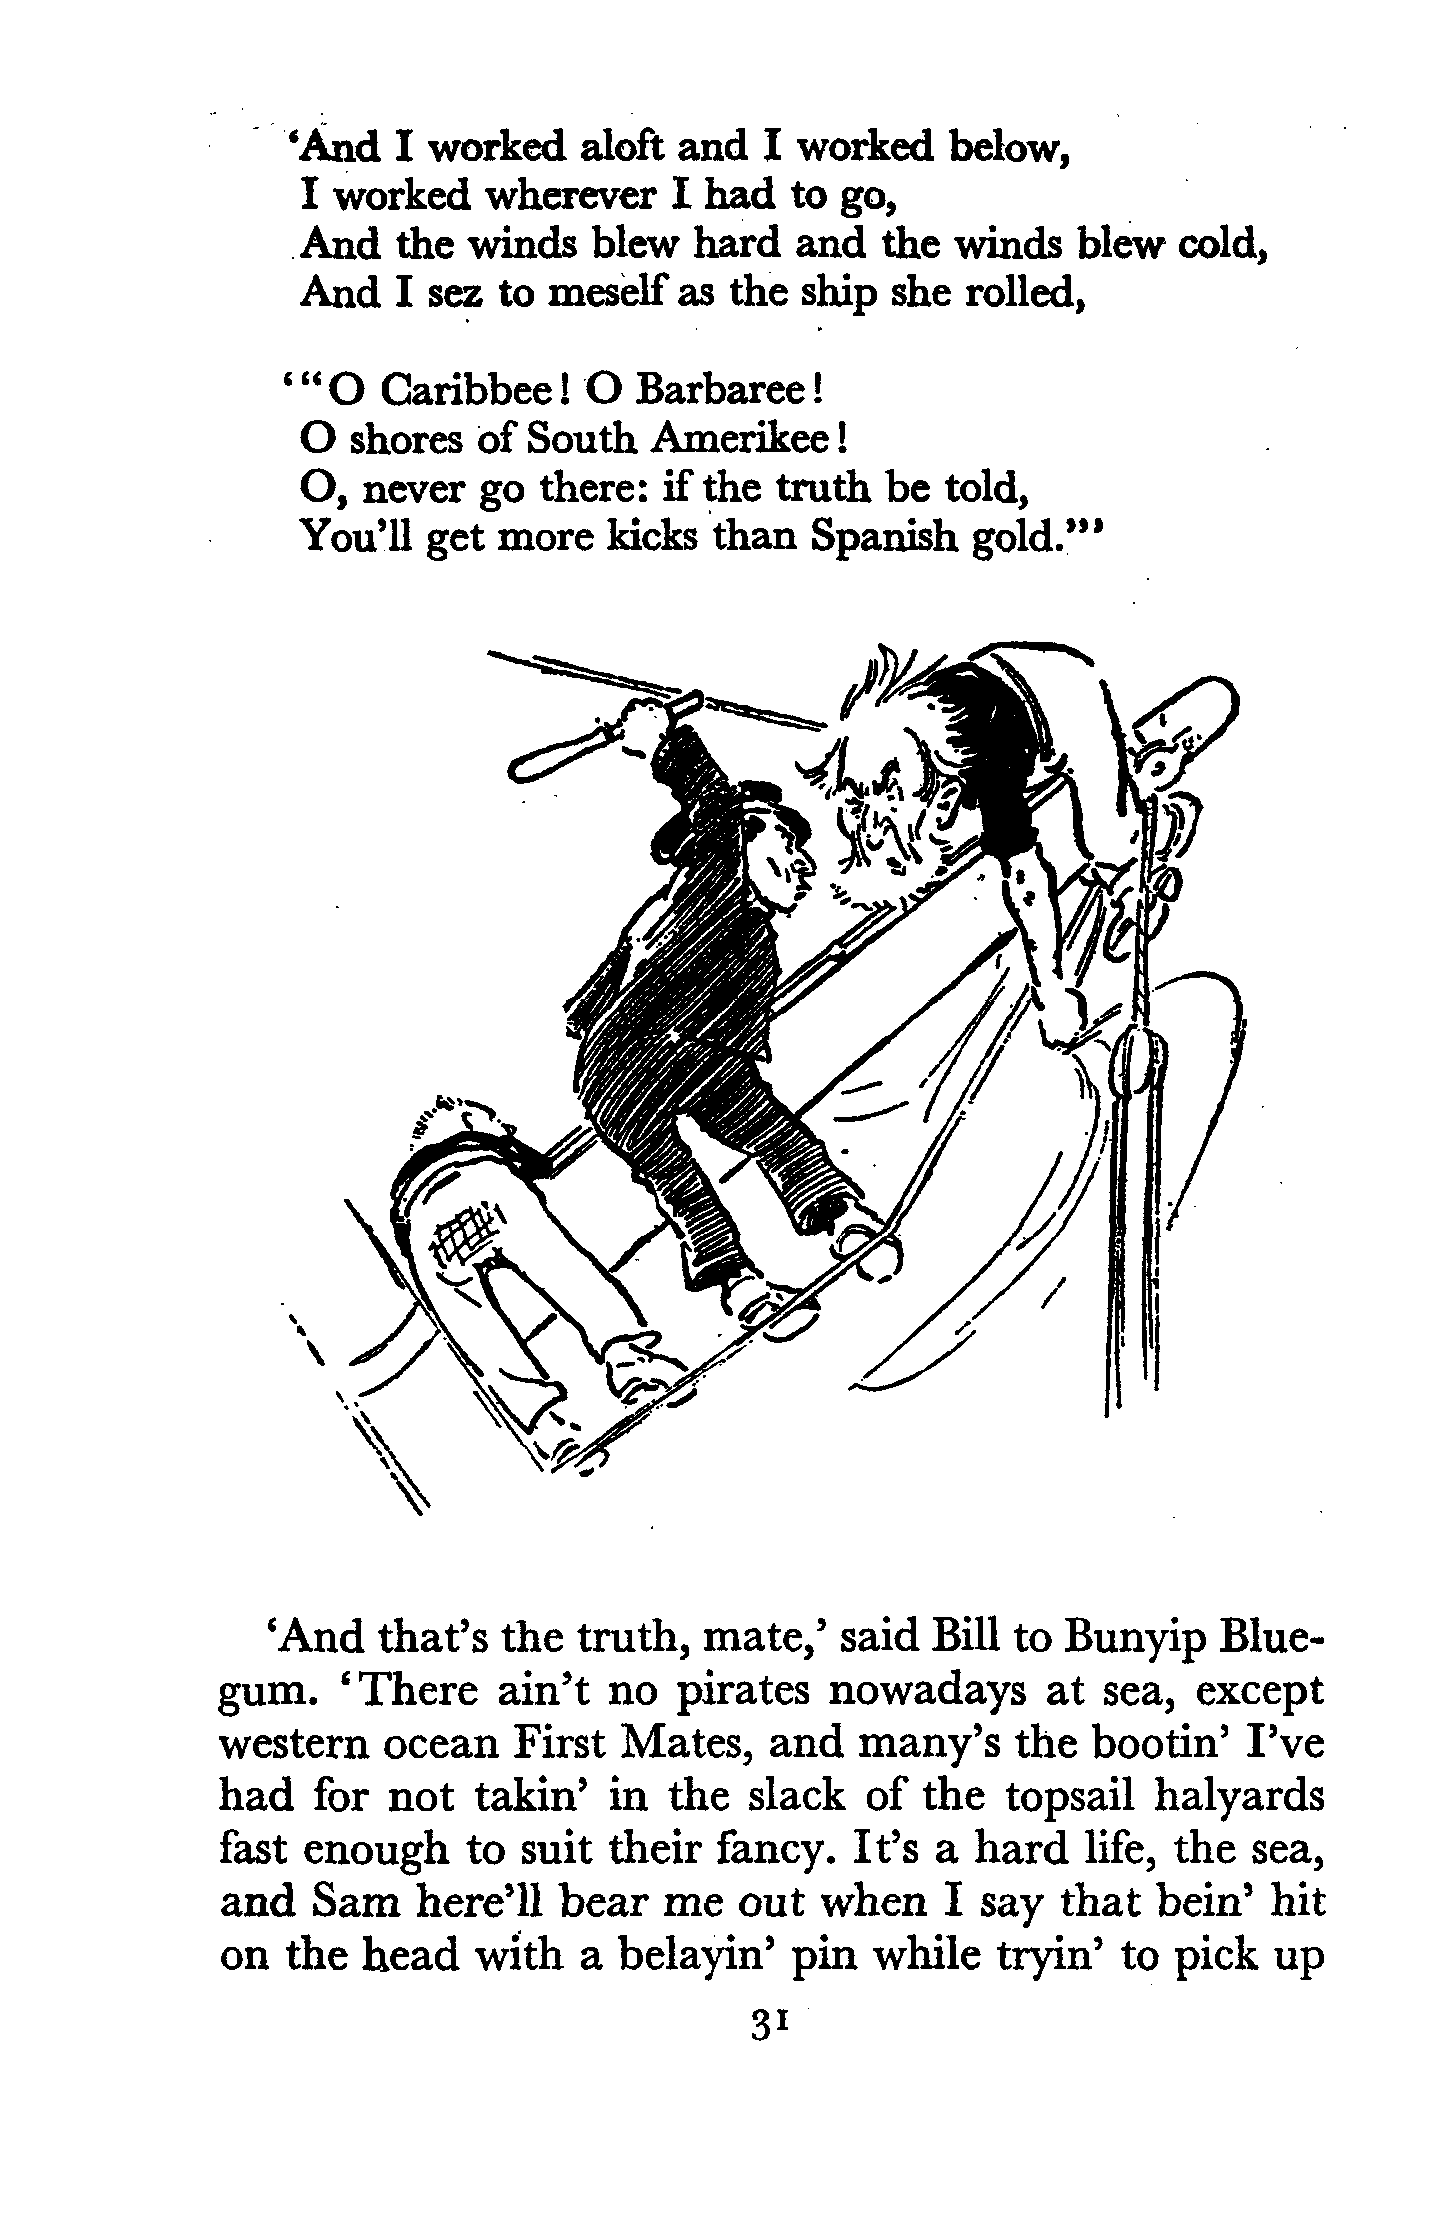 ‘And I worked aloft and I worked below,
I worked wherever I had to go,
And the winds blew hard and the winds blew cold,
And I sez to meself as the ship she rolled,
‘“O Caribbee! O Barbaree!
O shores of South Amerikee!
O, never go there: if the truth be told,
You’ll get more kicks than Spanish gold.”’
‘And that’s the truth, mate,’ said Bill to Bunyip Blue-
gum. ‘There ain’t no pirates nowadays at sea, except
western ocean First Mates, and many’s the bootin’ I’ve
had for not takin’ in the slack of the topsail halyards
fast enough to suit their fancy. It’s a hard life, the sea,
and Sam here’ll bear me out when I say that bein’ hit
on the head with a belayin’ pin while tryin’ to pick up
31